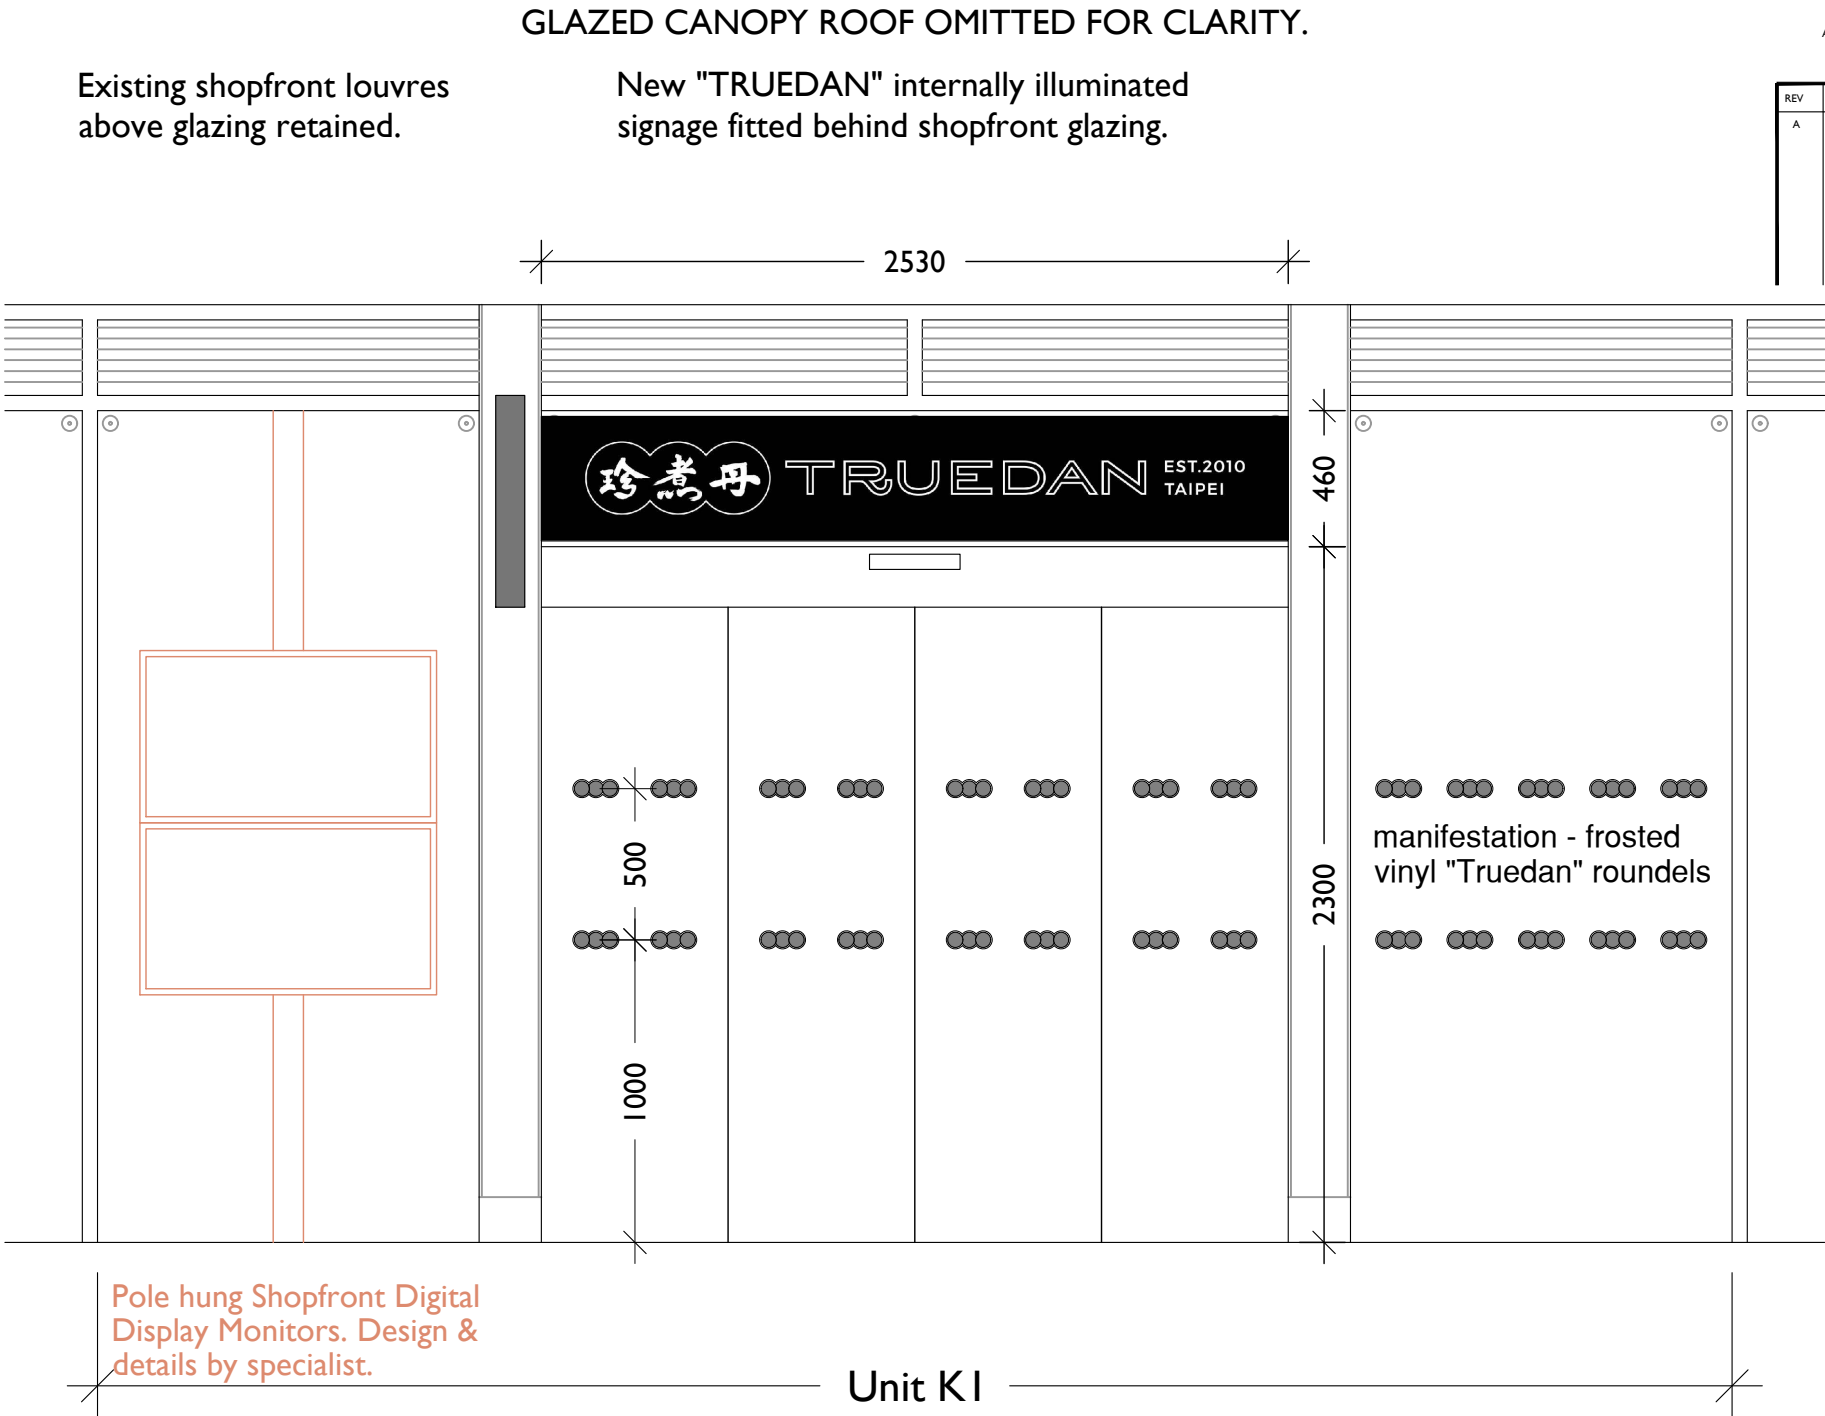 GLAZED CANOPY ROOF OMITTED FOR CLARITY.
Existing shopfront louvres
above glazing retained.
New "TRUEDAN" internally illuminated
signage fitted behind shopfront glazing.
REV
A
2530
珍煮丹 TRUEDAN EST.2010
TAIPEI
460
500
2300
manifestation - frosted
vinyl "Truedan" roundels
1000
Pole hung Shopfront Digital
Display Monitors. Design &
details by specialist.
Unit K1